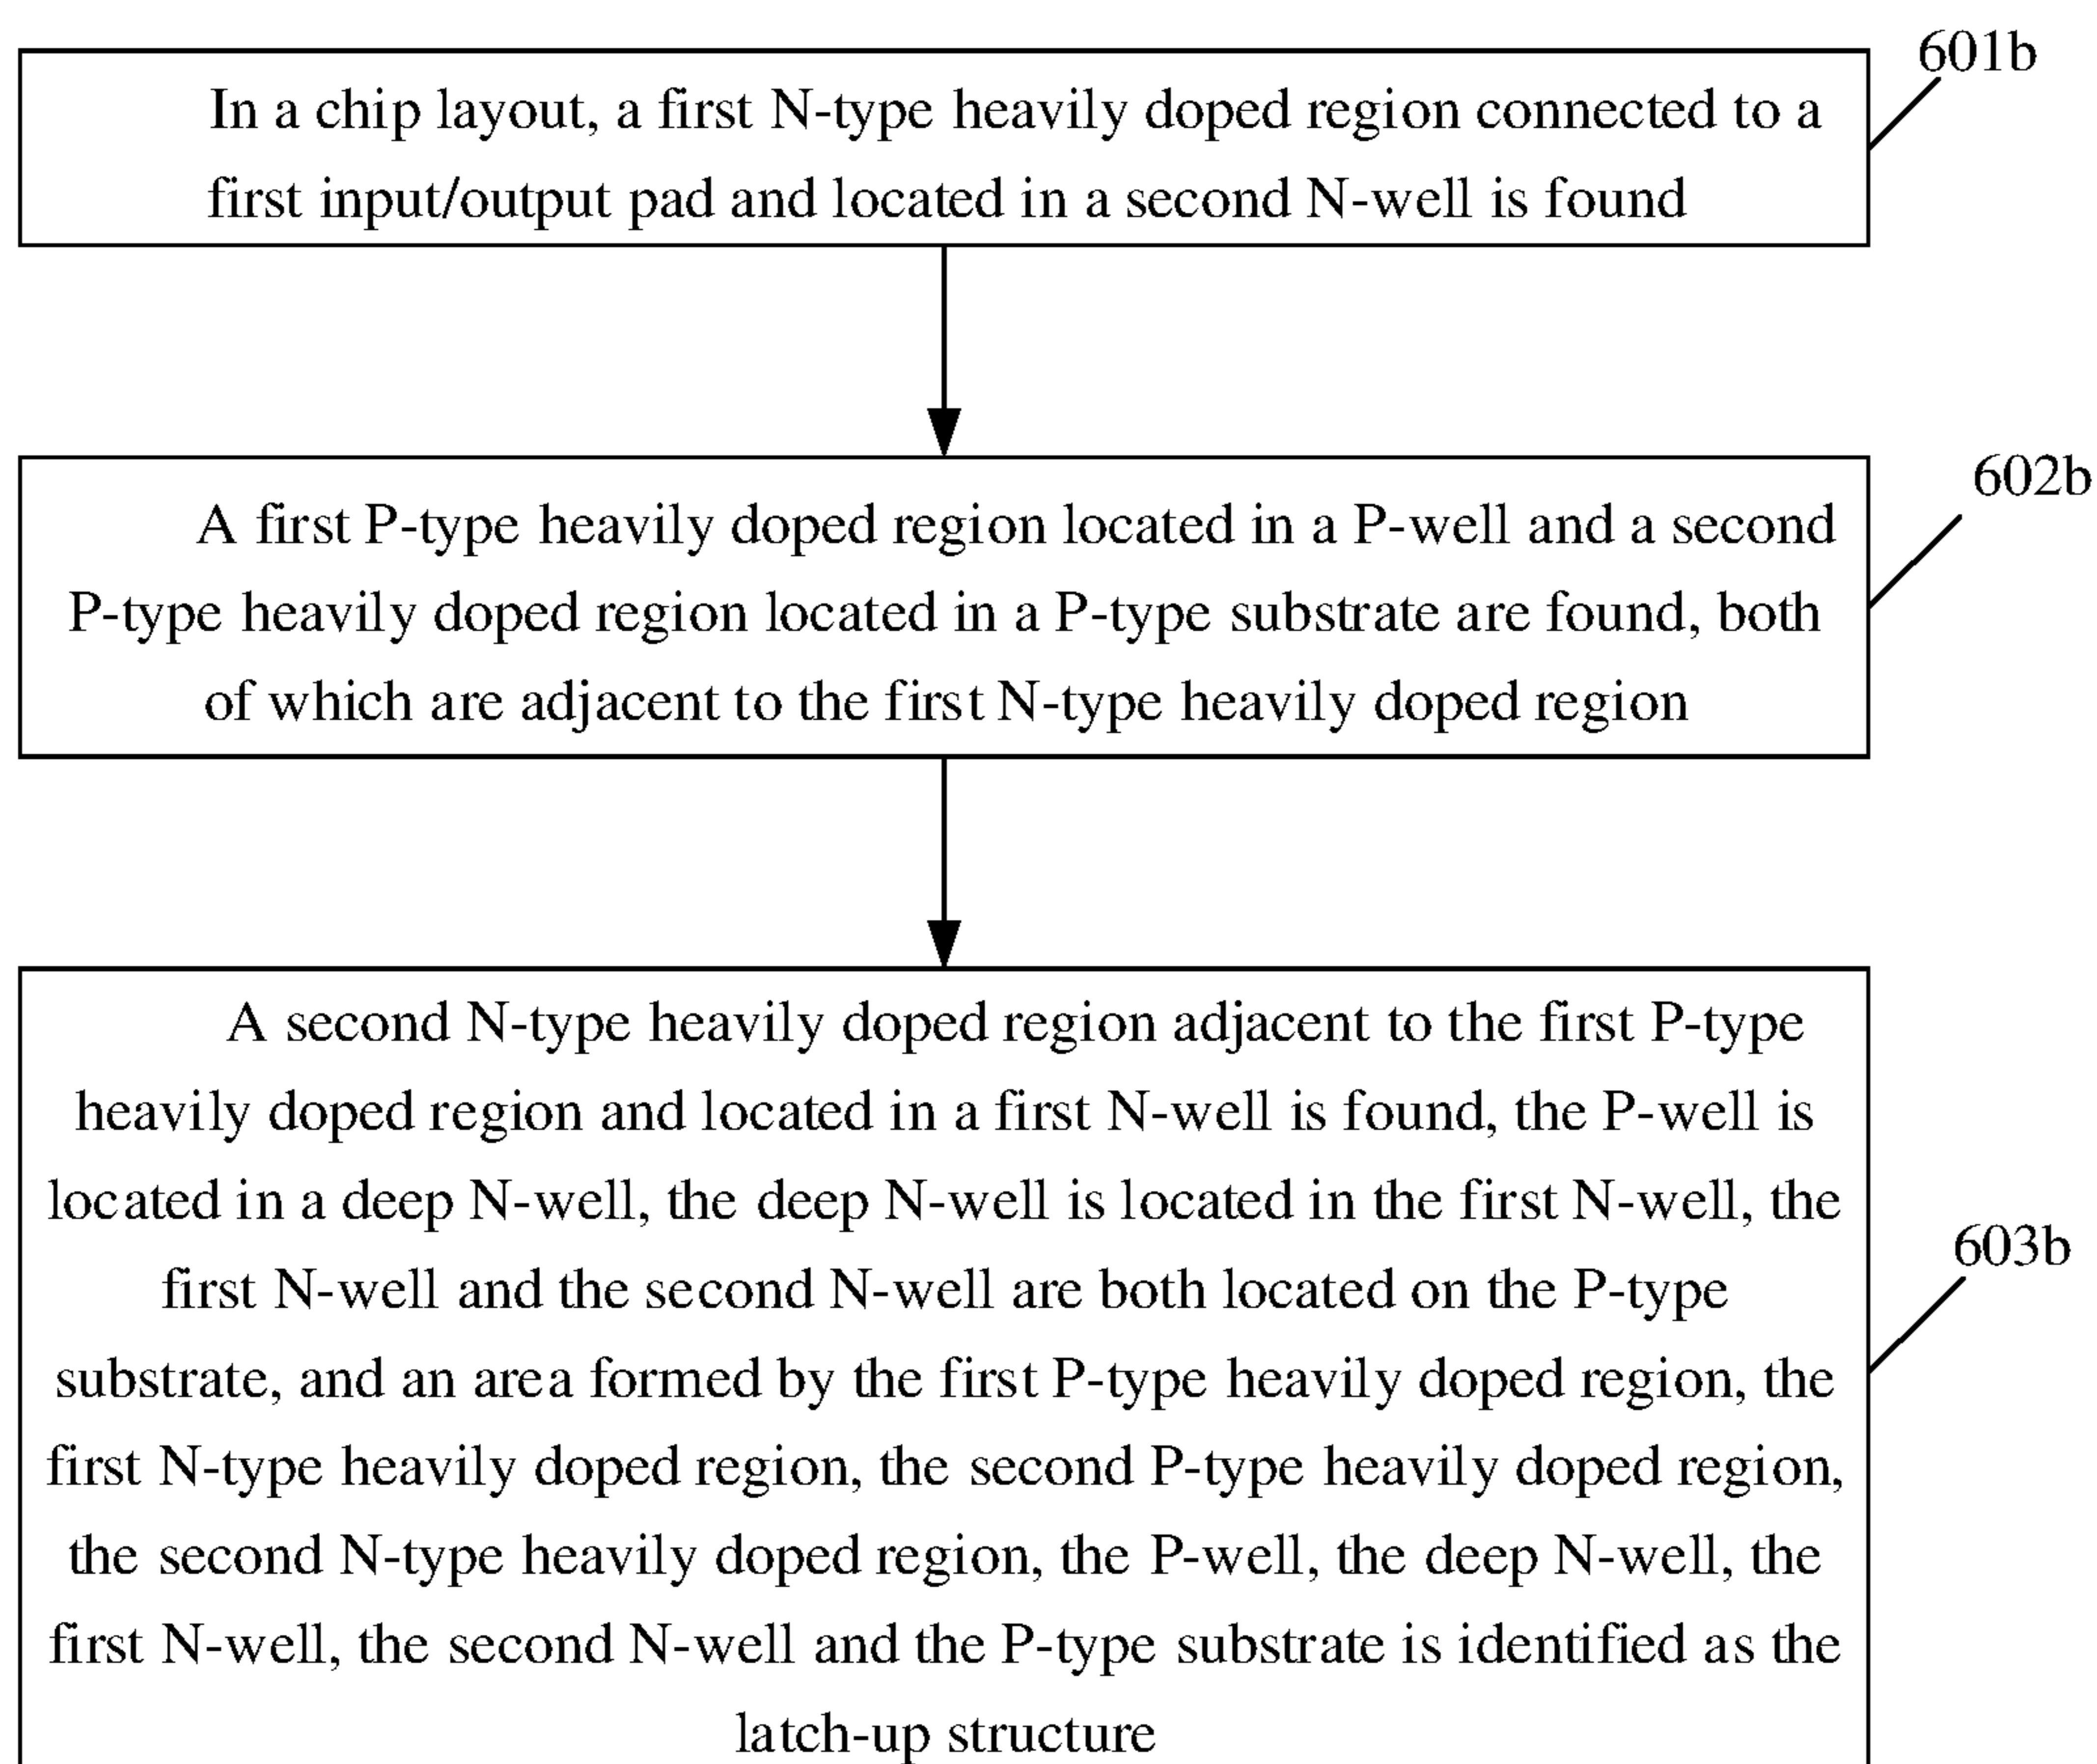 601b
In a chip layout, a first N-type heavily doped region connected to a
first input/output pad and located in a second N-well is found
602b
A first P-type heavily doped region located in a P-well and a second
P-type heavily doped region located in a P-type substrate are found, both
of which are adjacent to the first N-type heavily doped region
A second N-type heavily doped region adjacent to the first P-type
heavily doped region and located in a first N-well is found, the P-well is
located in a deep N-well, the deep N-well is located in the first N-well, the
603b
first N-well and the second N-well are both located on the P-type
substrate, and an area formed by the first P-type heavily doped region, the
first N-type heavily doped region, the second P-type heavily doped region,
the second N-type heavily doped region, the P-well, the deep N-well, the
first N-well, the second N-well and the P-type substrate is identified as the
latch-up structure